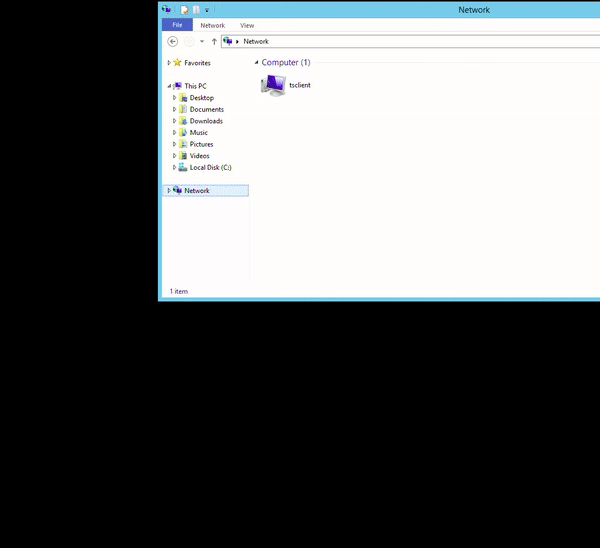 Network
File Network View
Network
Favorites
This PC
Desktop
Documents
Downloads
Music
Pictures
Videos
Local Disk (C:)
Network
Computer (1)
tsclient
1 item